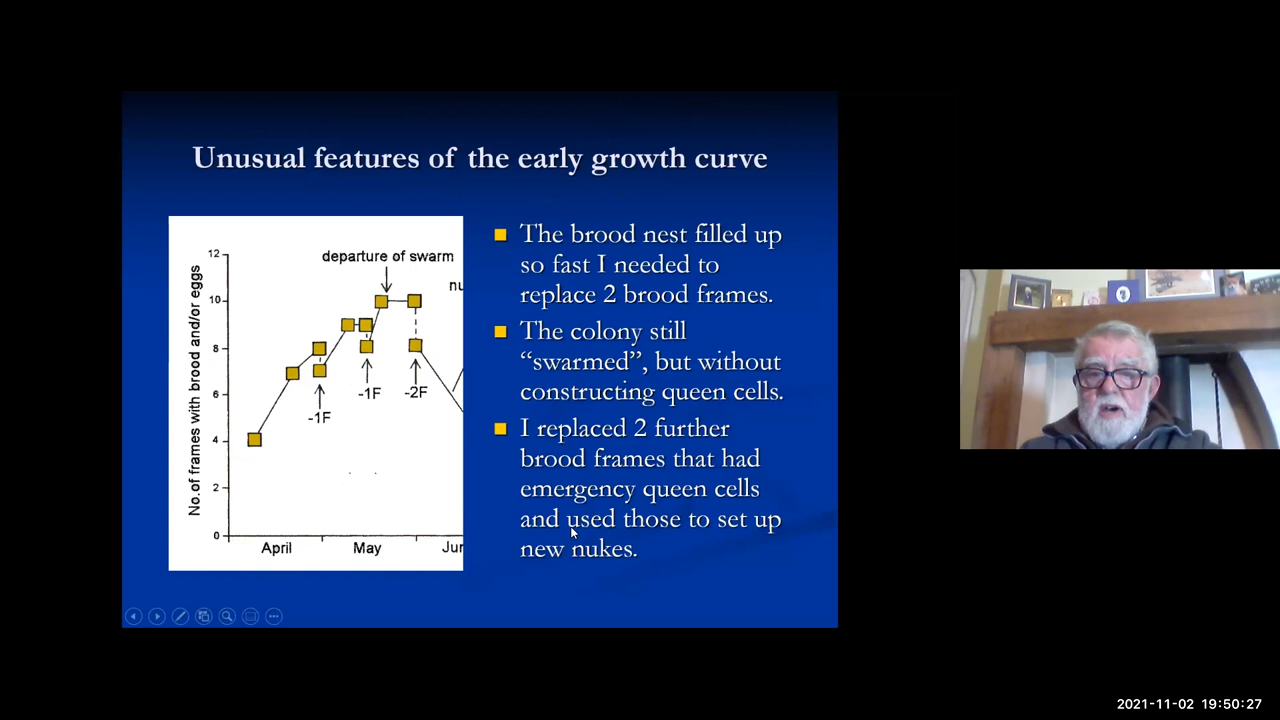 Unusual features of the early growth curve
No. of frames with brood and/or eggs
12
10
8
6
4
2
0
departure of swarm
nu
-1F
-1F
-2F
April
May
Jur
The brood nest filled up
so fast I needed to
replace 2 brood frames.
The colony still
“swarmed”, but without
constructing queen cells.
I replaced 2 further
brood frames that had
emergency queen cells
and used those to set up
new nukes.
2021-11-02 19:50:27